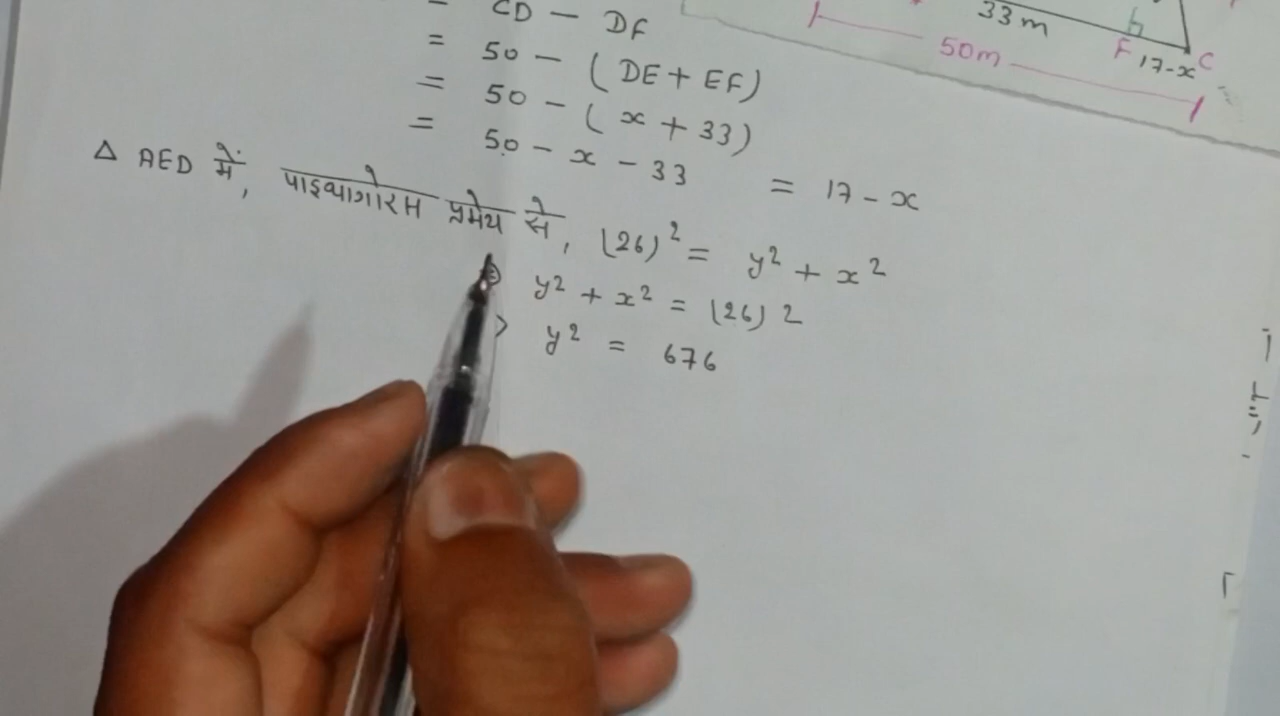 = CD - DF
= 50 - ( DE + EF)
= 50 - ( x + 33)
= 50 - x - 33 = 17 - x
Δ AED में, पाइथागोरस प्रमेय से, (26)² = y² + x²
y² + x² = (26)2
y² = 676
33m
h
F 17-x C
50m